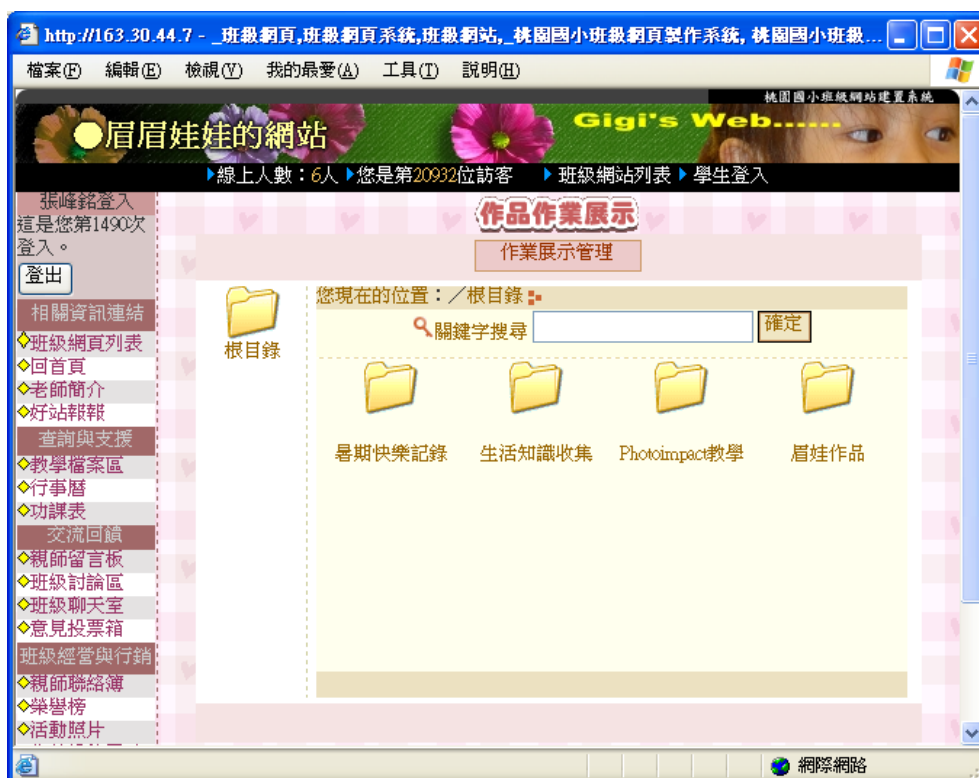 http://163.30.44.7 - _班級網頁,班級網頁系統,班級網站,_桃園國小班級網頁製作系統, 桃園國小班級...
檔案(F) 編輯(E) 檢視(V) 我的最愛(A) 工具(T) 說明(H)
桃園國小班級網站建置系統
●眉眉娃娃的網站
Gigi's Web......
線上人數：6人 您是第20932位訪客 班級網站列表 學生登入
張峰銘登入
這是您第1490次
登入。
登出
相關資訊連結
班級網頁列表
回首頁
老師簡介
好站報報
查詢與支援
教學檔案區
行事曆
功課表
交流回饋
親師留言板
班級討論區
班級聊天室
意見投票箱
班級經營與行銷
親師聯絡簿
榮譽榜
活動照片
作品作業展示
作業展示管理
根目錄
您現在的位置：／根目錄
關鍵字搜尋 確定
暑期快樂記錄 生活知識收集 Photoimpact教學 眉娃作品
網際網路